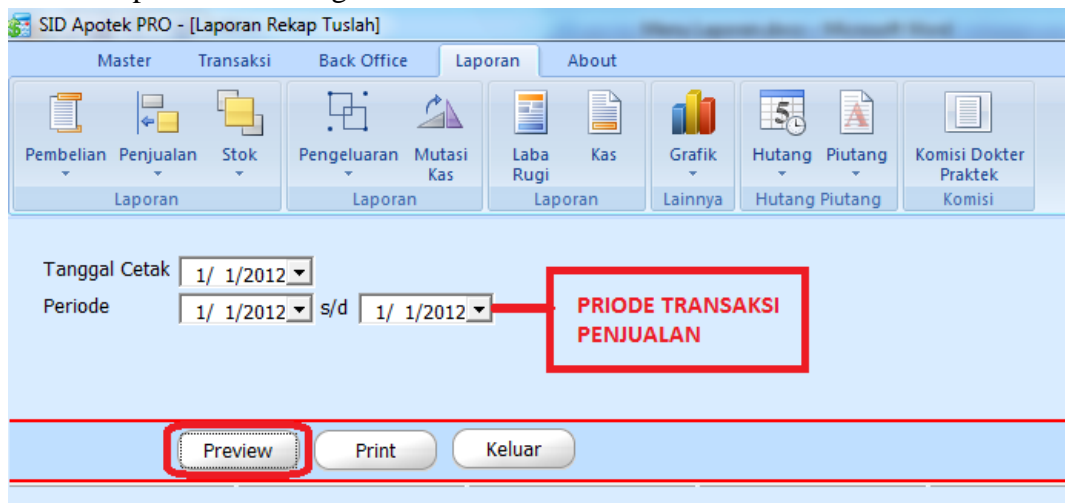 SID Apotek PRO - [Laporan Rekap Tuslah]
Master Transaksi Back Office Laporan About
Pembelian Penjualan Stok Pengeluaran Mutasi Kas Laba Rugi Kas Grafik Hutang Piutang Komisi Dokter Praktek
Laporan Laporan Laporan Lainnya Hutang Piutang Komisi
Tanggal Cetak 1/ 1/2012
Periode 1/ 1/2012 s/d 1/ 1/2012
PRIODE TRANSAKSI
PENJUALAN
Preview Print Keluar